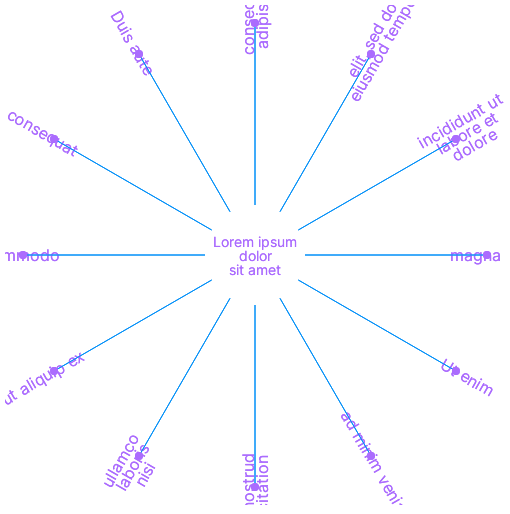 Lorem ipsum
dolor
sit amet
consec
adipis
elit, sed do
eiusmod tempo
incididunt ut
labore et
dolore
magna
Ut enim
ad minim veni
nostrud
citation
ullamco
laboris
nisi
ut aliquip ex
mmodo
consequat
Duis aute